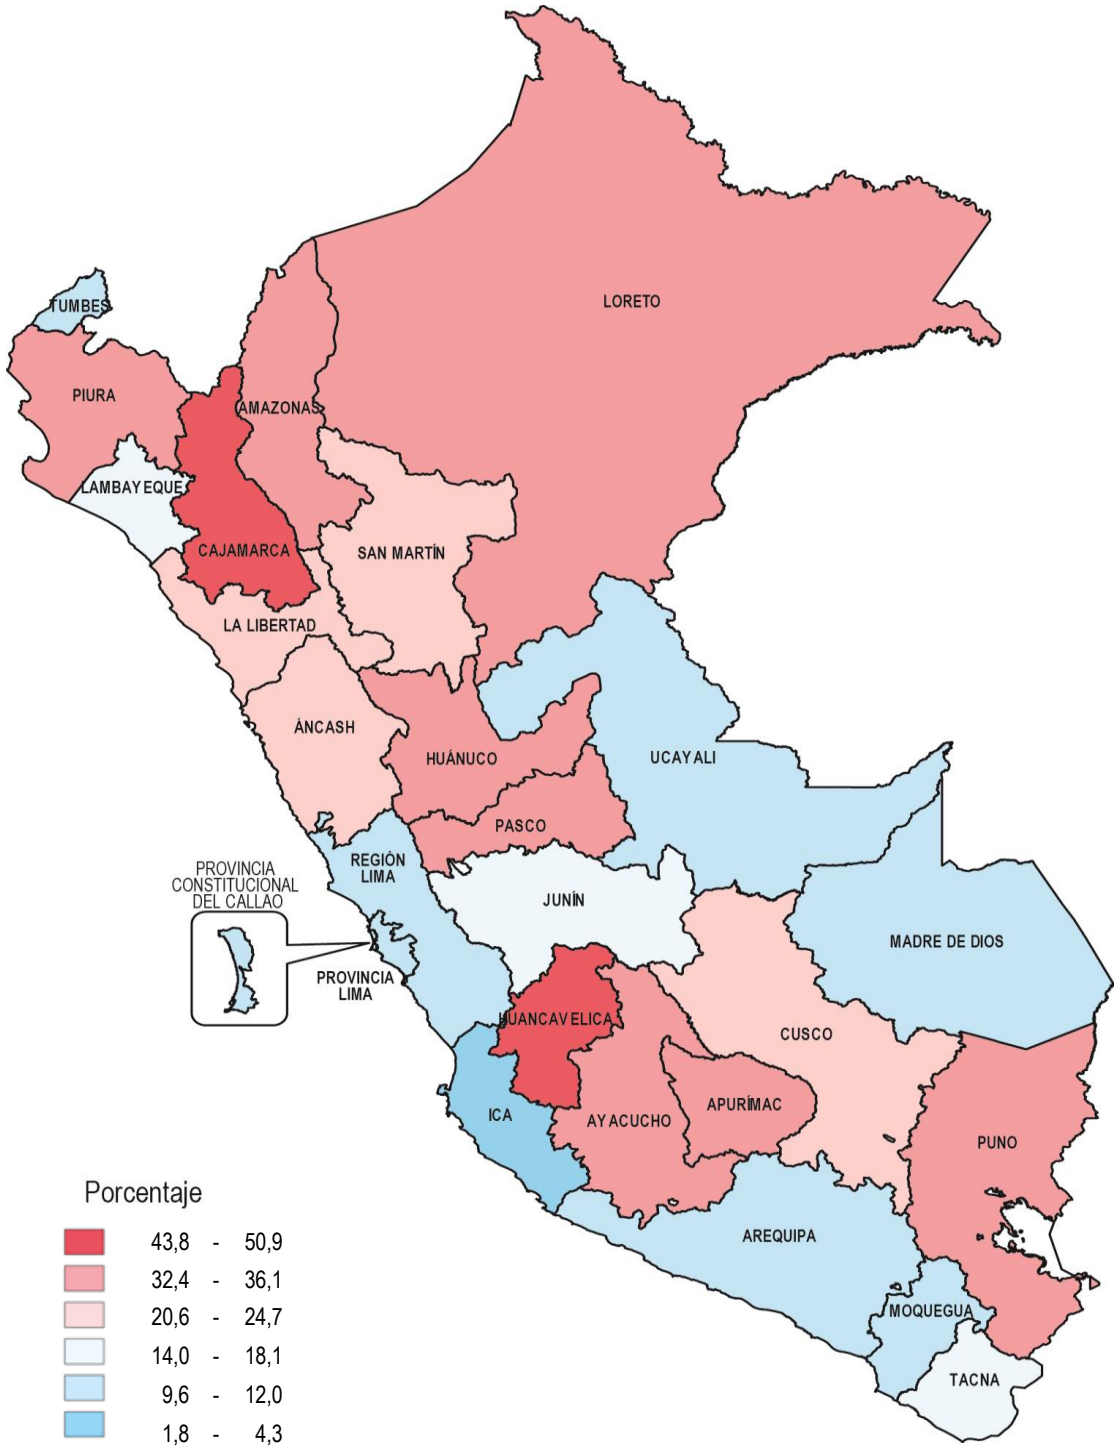 LORETO
TUMBES
PIURA
AMAZONAS
LAMBAYEQUE
CAJAMARCA
SAN MARTÍN
LA LIBERTAD
ÁNCASH
HUÁNUCO
UCAYALI
PASCO
REGIÓN
LIMA
PROVINCIA
CONSTITUCIONAL
DEL CALLAO
JUNÍN
MADRE DE DIOS
PROVINCIA
LIMA
HUANCAVELICA
CUSCO
ICA
AYACUCHO
APURÍMAC
PUNO
AREQUIPA
MOQUEGUA
TACNA
Porcentaje
43,8 - 50,9
32,4 - 36,1
20,6 - 24,7
14,0 - 18,1
9,6 - 12,0
1,8 - 4,3